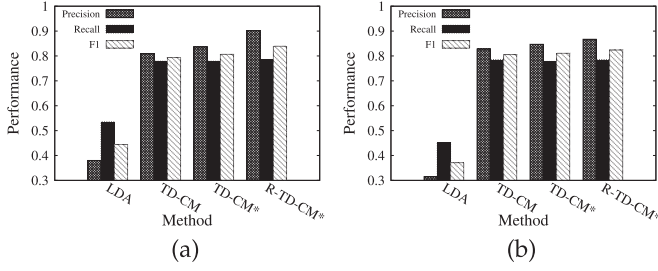 Precision
Recall
F1
Performance
1
0.9
0.8
0.7
0.6
0.5
0.4
0.3
LDA
TD-CM
TD-CM*
R-TD-CM*
Method
(a)
Precision
Recall
F1
Performance
1
0.9
0.8
0.7
0.6
0.5
0.4
0.3
LDA
TD-CM
TD-CM*
R-TD-CM*
Method
(b)